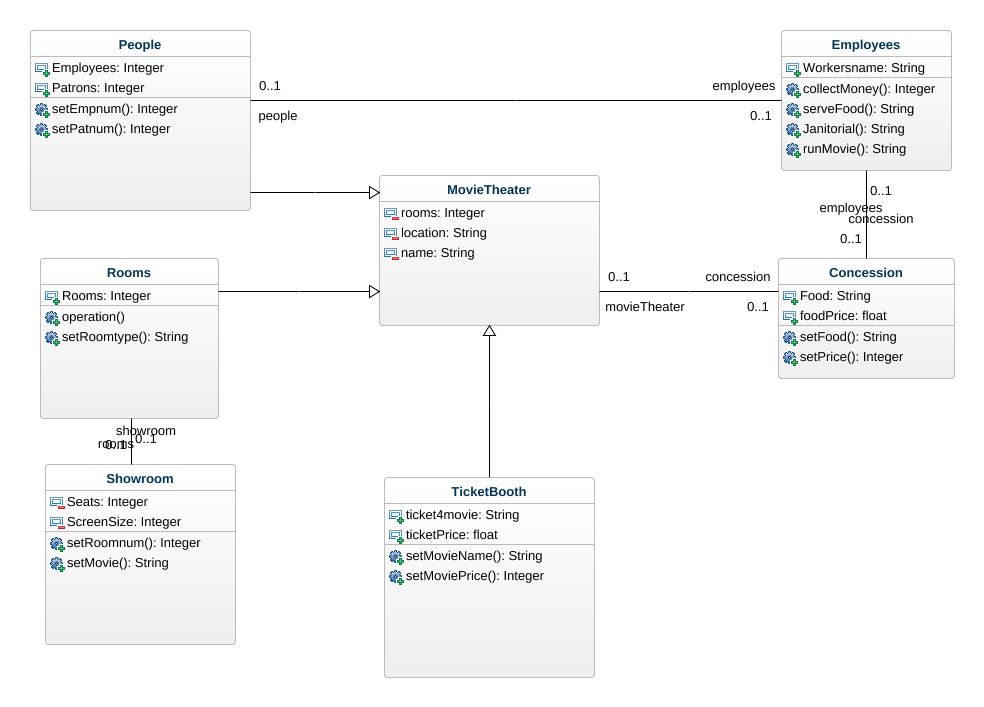 People
Employees: Integer
Patrons: Integer
setEmpnum(): Integer
setPatnum(): Integer
0..1
people
employees
0..1
Employees
Workersname: String
collectMoney(): Integer
serveFood(): String
Janitorial(): String
runMovie(): String
0..1
employees
concession
0..1
MovieTheater
rooms: Integer
location: String
name: String
0..1
movieTheater
concession
0..1
Concession
Food: String
foodPrice: float
setFood(): String
setPrice(): Integer
Rooms
Rooms: Integer
operation()
setRoomtype(): String
showroom
0..1
rooms
0..1
Showroom
Seats: Integer
ScreenSize: Integer
setRoomnum(): Integer
setMovie(): String
TicketBooth
ticket4movie: String
ticketPrice: float
setMovieName(): String
setMoviePrice(): Integer